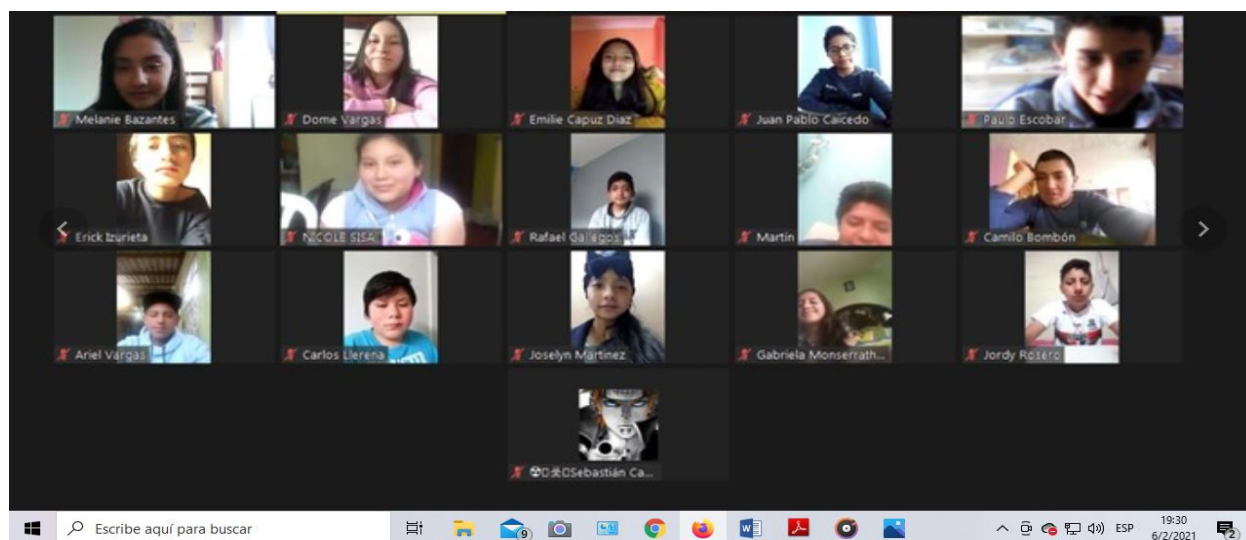 Melanie Bazantes
Dome Vargas
Emilie Capuz Diaz
Juan Pablo Caicedo
Paulo Escobar
Erick Izurieta
NICOLE SISA
Rafael Gallegos
Martin
Camilo Bombón
Ariel Vargas
Carlos Llerena
Joselyn Martinez
Gabriela Monserrath...
Jordy Rosero
Sebastián Ca...
Escribe aquí para buscar
9
W
ESP
19:30
6/2/2021
2